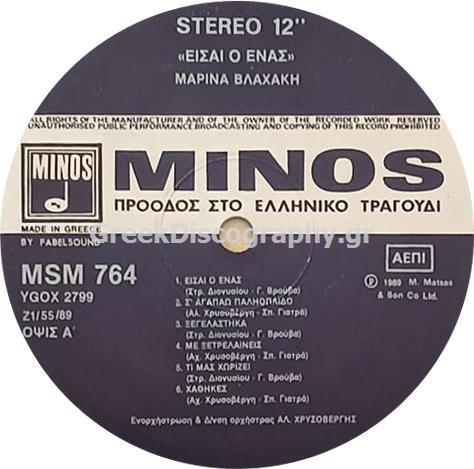 STEREO 12"
«ΕΙΣΑΙ Ο ΕΝΑΣ»
ΜΑΡΙΝΑ ΒΛΑΧΑΚΗ
ALL RIGHTS OF THE MANUFACTURER AND OF THE OWNER OF THE RECORDED WORK RESERVED
UNAUTHORISED PUBLIC PERFORMANCE BROADCASTING AND COPYING OF THIS RECORD PROHIBITED
MINOS
MINOS
ΠΡΟΟΔΟΣ ΣΤΟ ΕΛΛΗΝΙΚΟ ΤΡΑΓΟΥΔΙ
MADE IN GREECE
BY FABELSOUND
GreekDiscography.gr
MSM 764
YGOX 2799
Z1/55/89
ΟΨΙΣ Α΄
ΑΕΠΙ
℗ 1989 M. Matsas
& Son Co Ltd.
1. ΕΙΣΑΙ Ο ΕΝΑΣ
(Στρ. Διονυσίου - Γ. Βρούβα)
2. Σ' ΑΓΑΠΑΩ ΠΑΛΗΟΠΑΙΔΟ
(Αλ. Χρυσοβέργη - Σπ. Γιατρά)
3. ΞΕΓΕΛΑΣΤΗΚΑ
(Στρ. Διονυσίου - Γ. Βρούβα)
4. ΜΕ ΞΕΤΡΕΛΑΙΝΕΙΣ
(Αχ. Χρυσοβέργη - Σπ. Γιατρά)
5. ΤΙ ΜΑΣ ΧΩΡΙΖΕΙ
(Στρ. Διονυσίου - Γ. Βρούβα)
6. ΧΑΘΗΚΕΣ
(Αχ. Χρυσοβέργη - Σπ. Γιατρά)
Ενορχήστρωση & Δ/νση ορχήστρας ΑΛ. ΧΡΥΣΟΒΕΡΓΗΣ